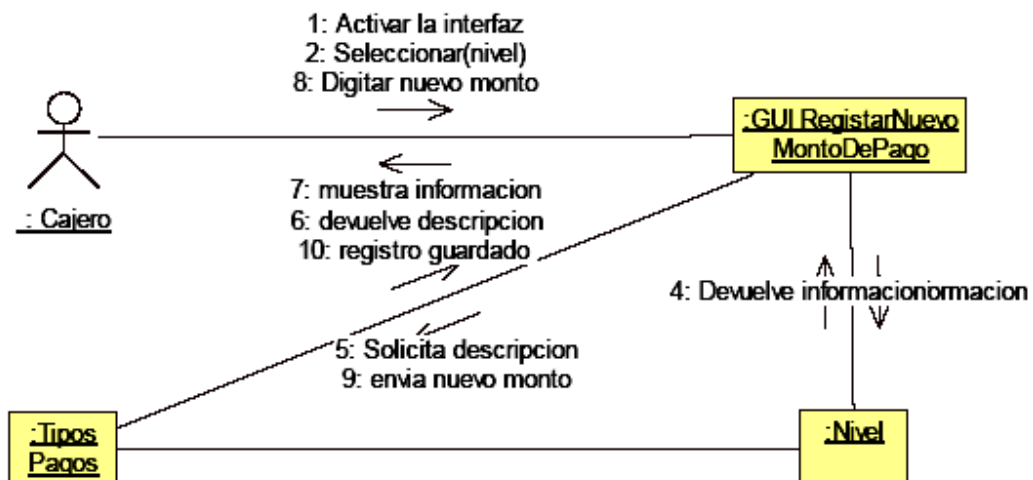 1: Activar la interfaz
2: Seleccionar(nivel)
8: Digitar nuevo monto
:GUI RegistarNuevo
MontoDePago
: Cajero
7: muestra informacion
6: devuelve descripcion
10: registro guardado
4: Devuelve informacion
5: Solicita descripcion
9: envia nuevo monto
:Tipos
Pagos
:Nivel